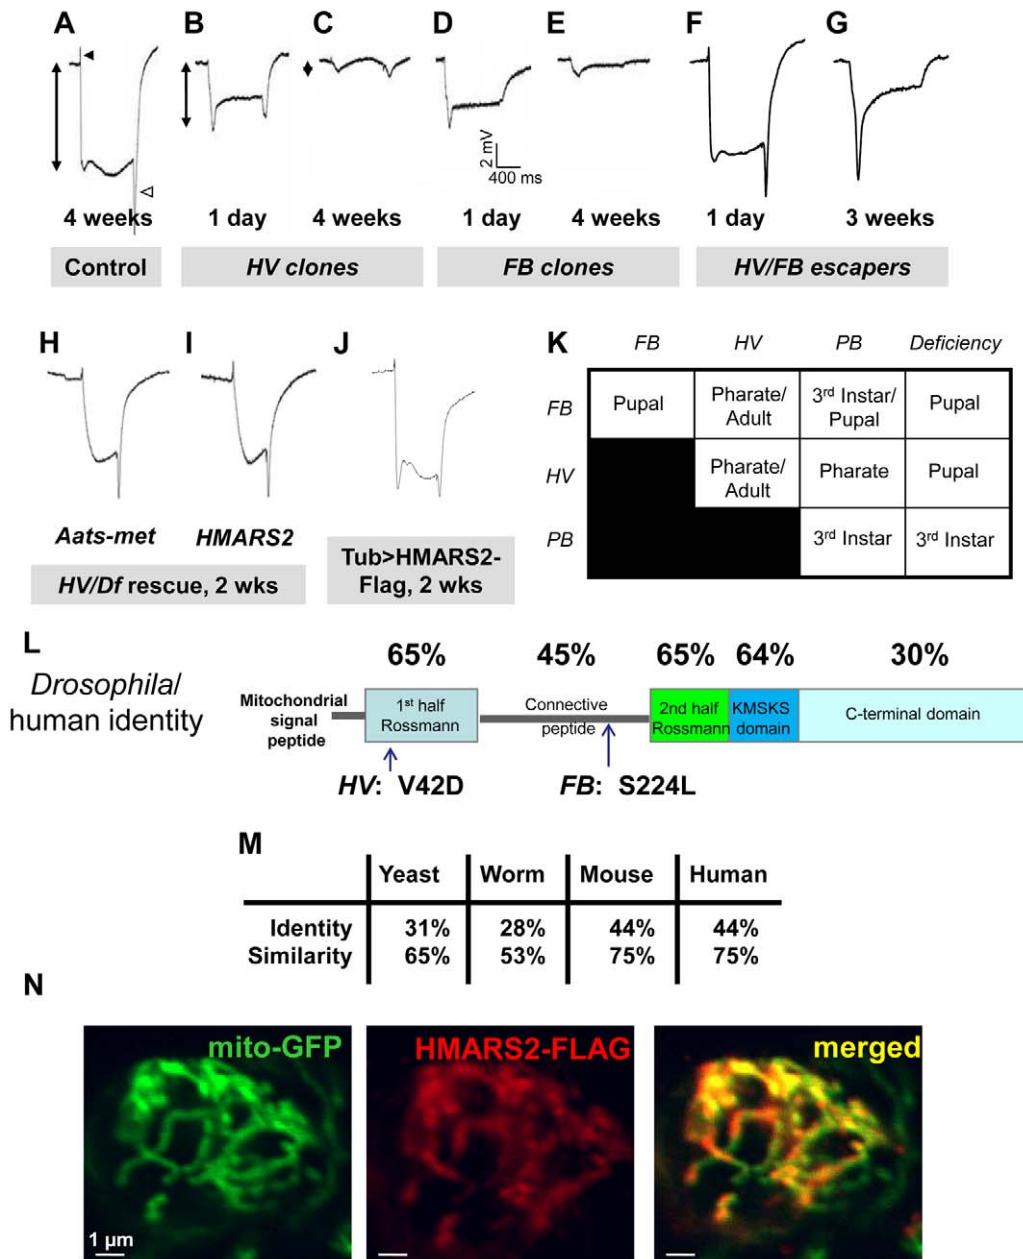 A B C D E F G
2 mV
400 ms
4 weeks 1 day 4 weeks 1 day 4 weeks 1 day 3 weeks
Control HV clones FB clones HV/FB escapers
H I J
Aats-met HMARS2
HV/Df rescue, 2 wks
Tub>HMARS2-
Flag, 2 wks
K
FB HV PB Deficiency
FB Pupal Pharate/ Adult 3rd Instar/ Pupal Pupal
HV Pharate/ Adult Pharate Pupal
PB 3rd Instar 3rd Instar
L
65% 45% 65% 64% 30%
Drosophila/
human identity
Mitochondrial
signal
peptide
1st half
Rossmann
Connective
peptide
2nd half
Rossmann
KMSKS
domain
C-terminal domain
HV: V42D
FB: S224L
M
Yeast Worm Mouse Human
Identity 31% 28% 44% 44%
Similarity 65% 53% 75% 75%
N
mito-GFP HMARS2-FLAG merged
1 µm